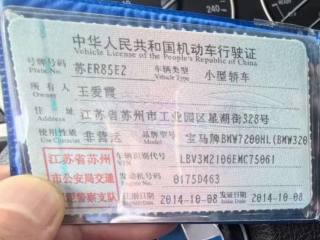 中华人民共和国机动车行驶证
Vehicle License of the People's Republic of China
号牌号码 苏ER85E2 车辆类型 小型轿车
Plate No. Vehicle Type
所有人 王爱霞
Owner
住址 江苏省苏州市工业园区星湖街328号
Address
使用性质 非营运 品牌型号 宝马牌BMW7200HL(BMW320
Use Character Model
江苏省苏州 车辆识别代号 LBV3M2106EMC75061
VIN
市公安局交通 发动机号码 0175D463
Engine No.
巡警支队 注册日期 2014-10-08 发证日期 2014-10-08
Register Date Issue Date